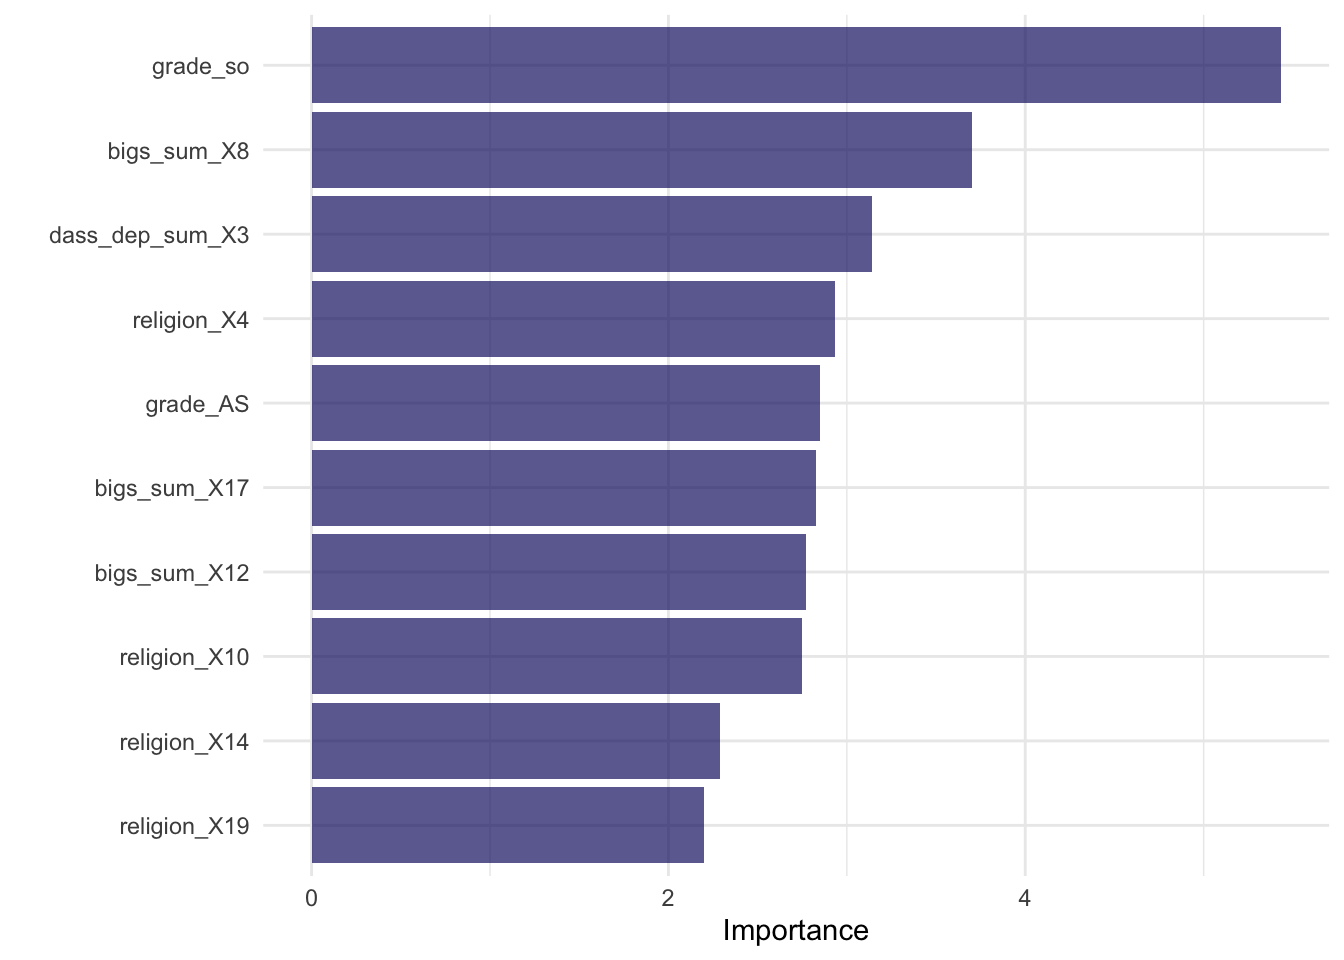 grade_so
bigs_sum_X8
dass_dep_sum_X3
religion_X4
grade_AS
bigs_sum_X17
bigs_sum_X12
religion_X10
religion_X14
religion_X19
0 2 4
Importance